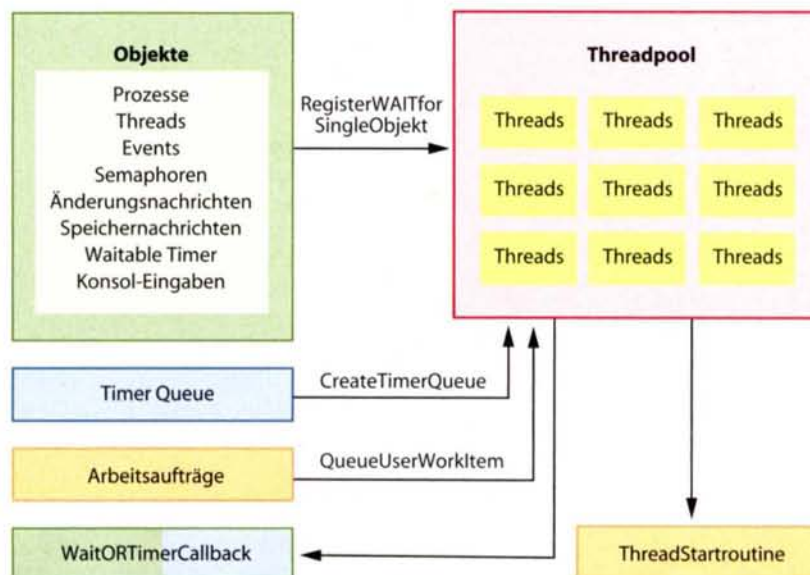 Objekte
Prozesse
Threads
Events
Semaphoren
Änderungsnachrichten
Speichernachrichten
Waitable Timer
Konsol-Eingaben
RegisterWAITfor
SingleObjekt
Threadpool
Threads Threads Threads
Threads Threads Threads
Threads Threads Threads
Timer Queue
CreateTimerQueue
Arbeitsaufträge
QueueUserWorkItem
WaitORTimerCallback
ThreadStartroutine